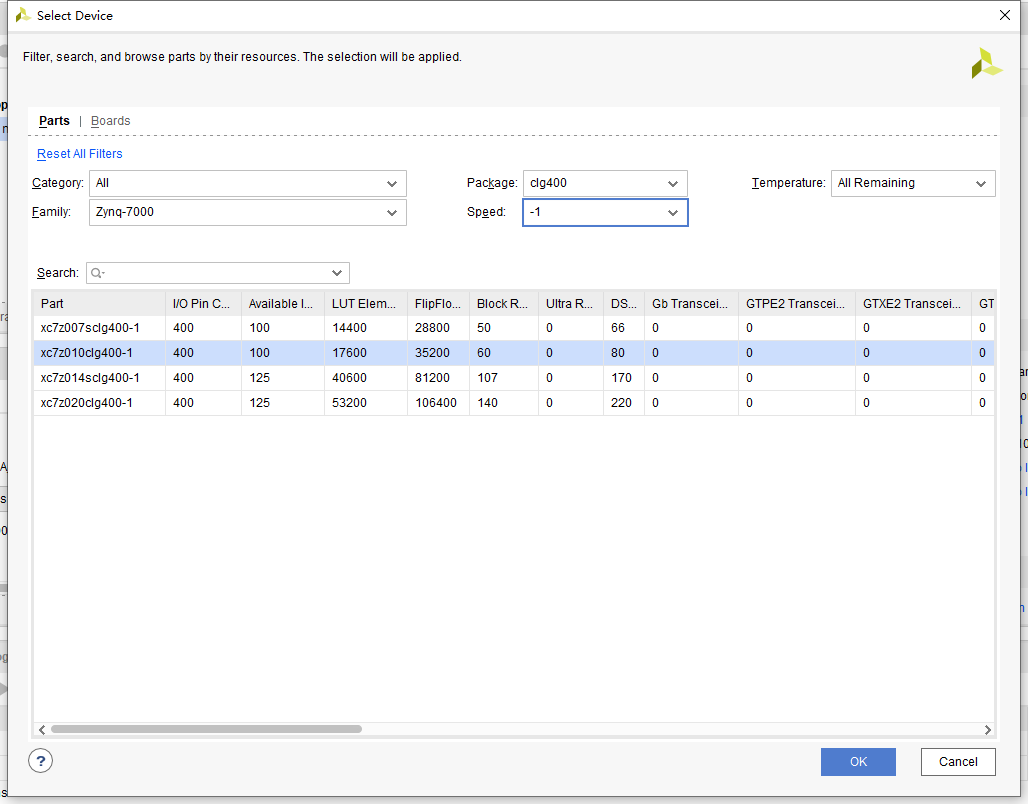 Select Device
Filter, search, and browse parts by their resources. The selection will be applied.
Parts | Boards
Reset All Filters
Category: All Package: clg400 Temperature: All Remaining
Family: Zynq-7000 Speed: -1
Search:
Part I/O Pin C... Available I... LUT Elem... FlipFlo... Block R... Ultra R... DS... Gb Transcei... GTPE2 Transcei... GTXE2 Transcei... GT
xc7z007sclg400-1 400 100 14400 28800 50 0 66 0 0 0 0
xc7z010clg400-1 400 100 17600 35200 60 0 80 0 0 0 0
xc7z014sclg400-1 400 125 40600 81200 107 0 170 0 0 0 0
xc7z020clg400-1 400 125 53200 106400 140 0 220 0 0 0 0
? OK Cancel